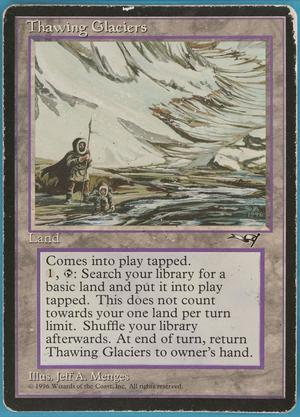 Thawing Glaciers
Land
Comes into play tapped.
1, : Search your library for a
basic land and put it into play
tapped. This does not count
towards your one land per turn
limit. Shuffle your library
afterwards. At end of turn, return
Thawing Glaciers to owner's hand.
Illus. Jeff A. Menges
© 1996 Wizards of the Coast, Inc. All rights reserved.